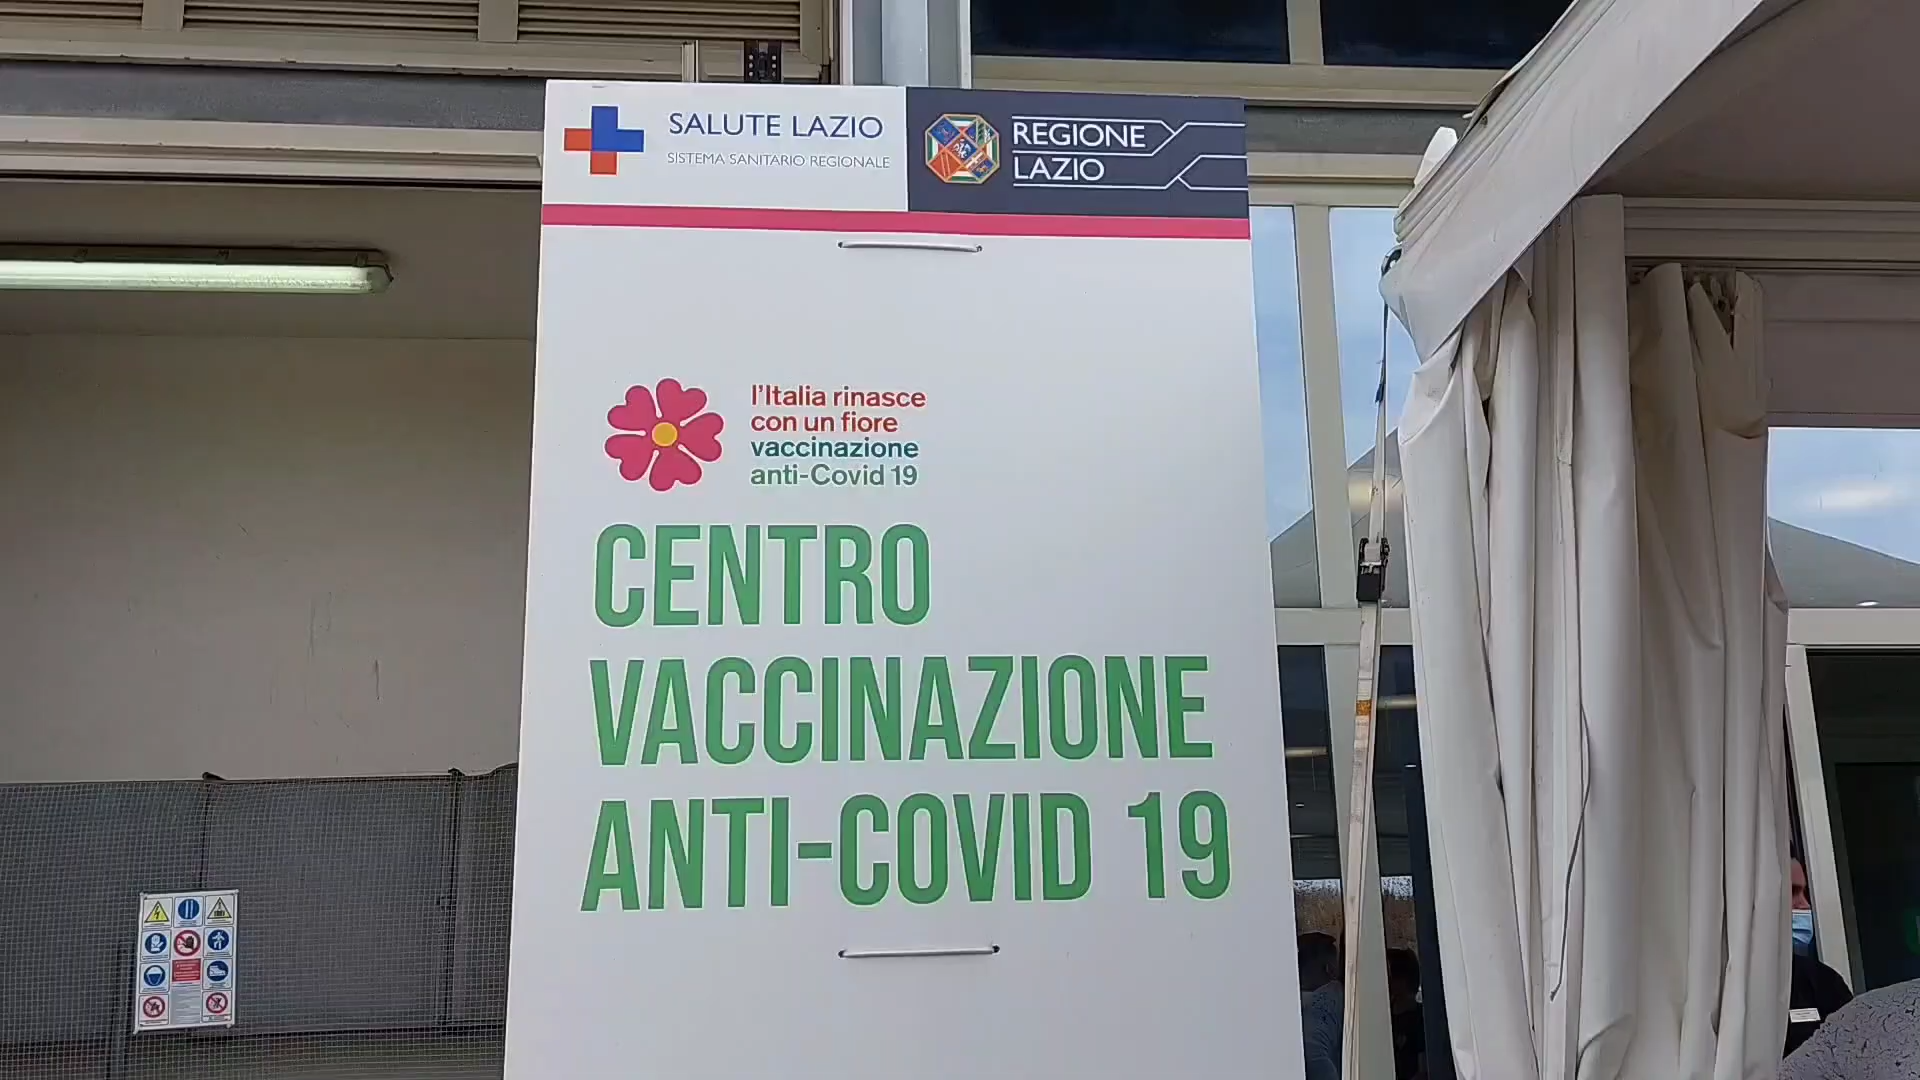 SALUTE LAZIO
SISTEMA SANITARIO REGIONALE
REGIONE
LAZIO
l'Italia rinasce
con un fiore
vaccinazione
anti-Covid 19
CENTRO
VACCINAZIONE
ANTI-COVID 19